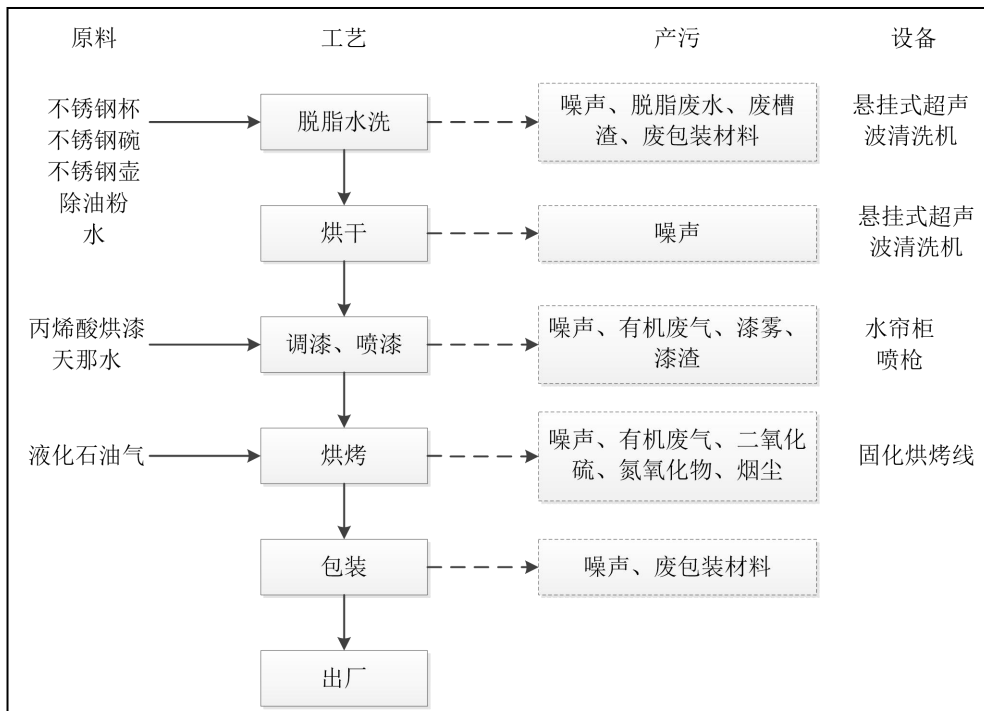 原料 工艺 产污 设备
不锈钢杯
不锈钢碗
不锈钢壶
除油粉
水
脱脂水洗
噪声、脱脂废水、废槽
渣、废包装材料
悬挂式超声
波清洗机
烘干
噪声
悬挂式超声
波清洗机
丙烯酸烘漆
天那水
调漆、喷漆
噪声、有机废气、漆雾、
漆渣
水帘柜
喷枪
液化石油气
烘烤
噪声、有机废气、二氧化
硫、氮氧化物、烟尘
固化烘烤线
包装
噪声、废包装材料
出厂